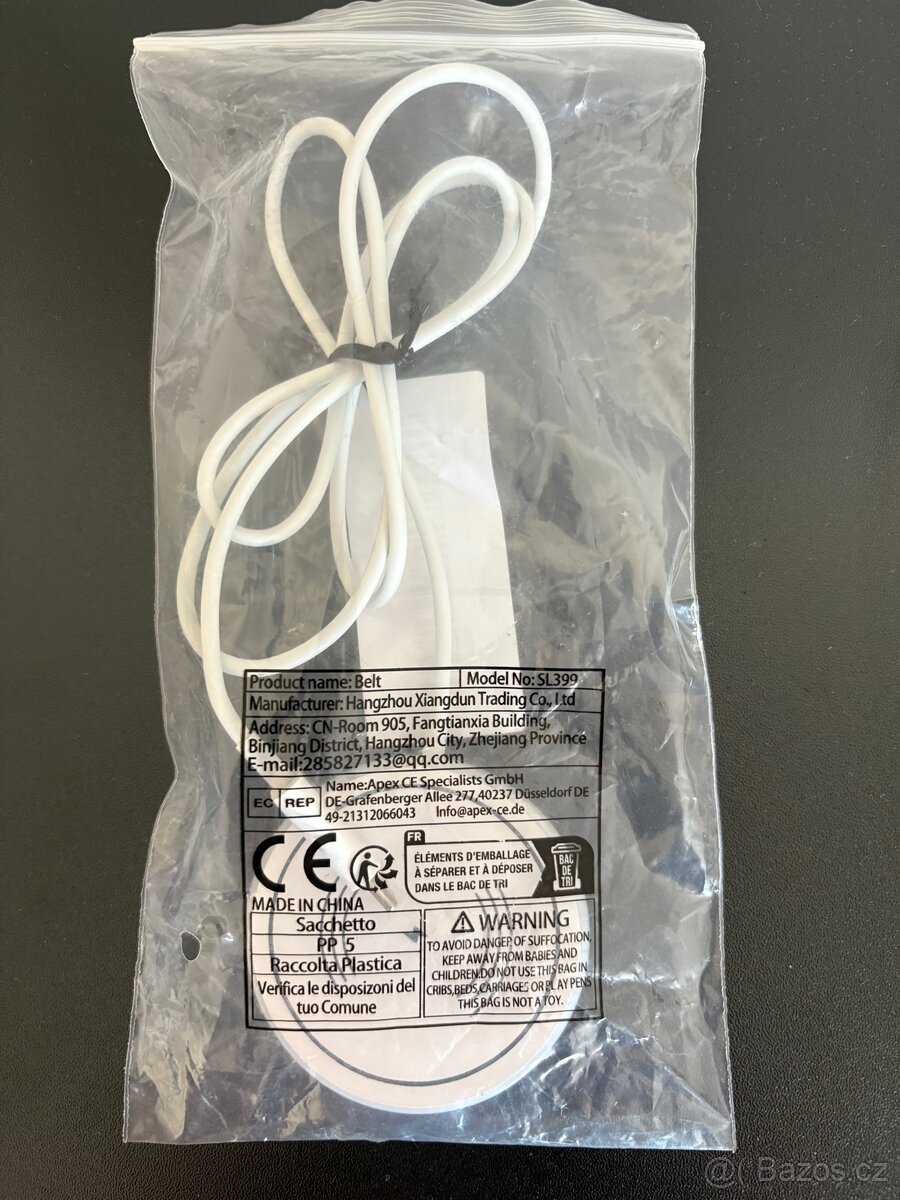 Product name: Belt
Model No: SL399
Manufacturer: Hangzhou Xiangdun Trading Co., Ltd
Address: CN-Room 905, Fangtianxia Building,
Binjiang District, Hangzhou City, Zhejiang Province
E-mail:285827133@qq.com
EC REP
Name:Apex CE Specialists GmbH
DE-Grafenberger Allee 277,40237 Düsseldorf DE
49-21312066043 Info@apex-ce.de
CE
FR
ÉLÉMENTS D'EMBALLAGE
À SÉPARER ET À DÉPOSER
DANS LE BAC DE TRI
BAC
DE
TRI
MADE IN CHINA
Sacchetto
PP 5
Raccolta Plastica
Verifica le disposizoni del
tuo Comune
WARNING
TO AVOID DANGER OF SUFFOCATION,
KEEP AWAY FROM BABIES AND
CHILDREN.DO NOT USE THIS BAG IN
CRIBS,BEDS,CARRIAGES OR PLAY PENS
THIS BAG IS NOT A TOY.
@( Bazos.cz